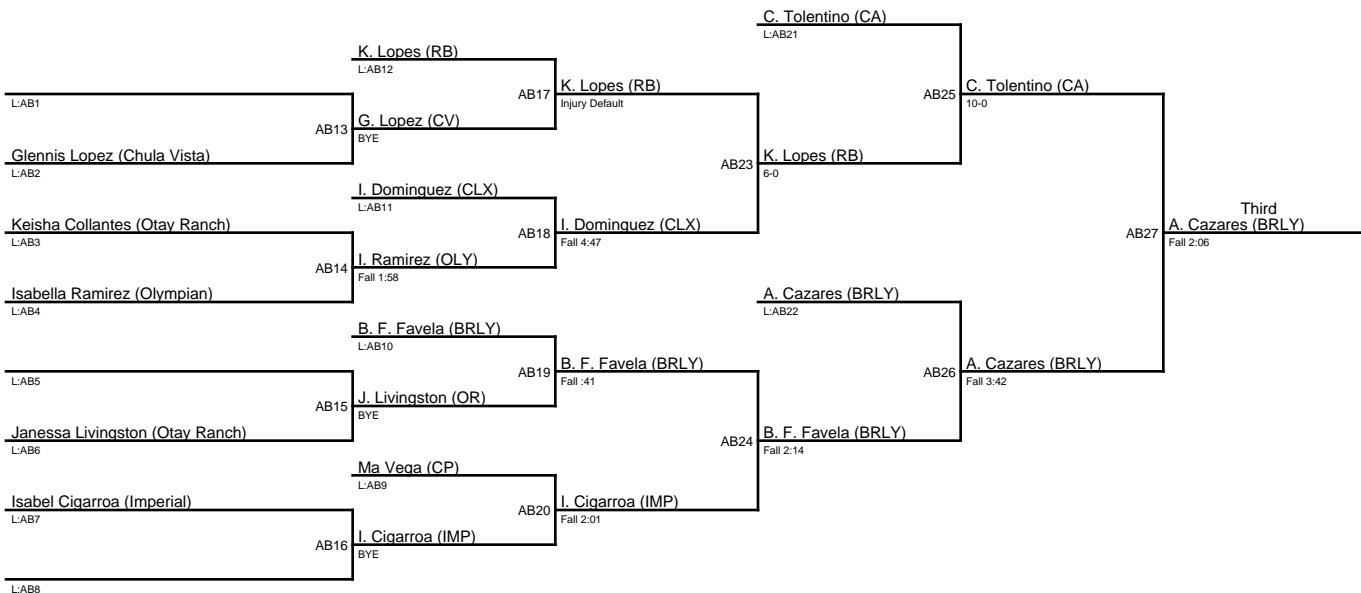 C. Tolentino (CA)
L:AB21
K. Lopes (RB)
L:AB12
AB17
K. Lopes (RB)
Injury Default
AB25
C. Tolentino (CA)
10-0
L:AB1
AB13
G. Lopez (CV)
BYE
Glennis Lopez (Chula Vista)
L:AB2
AB23
K. Lopes (RB)
6-0
I. Dominguez (CLX)
L:AB11
Keisha Collantes (Otay Ranch)
L:AB3
AB18
I. Dominguez (CLX)
Fall 4:47
AB14
I. Ramirez (OLY)
Fall 1:58
Isabella Ramirez (Olympian)
L:AB4
AB27
Third
A. Cazares (BRLY)
Fall 2:06
A. Cazares (BRLY)
L:AB22
B. F. Favela (BRLY)
L:AB10
L:AB5
AB19
B. F. Favela (BRLY)
Fall :41
AB26
A. Cazares (BRLY)
Fall 3:42
AB15
J. Livingston (OR)
BYE
Janessa Livingston (Otay Ranch)
L:AB6
AB24
B. F. Favela (BRLY)
Fall 2:14
Ma Vega (CP)
L:AB9
Isabel Cigarroa (Imperial)
L:AB7
AB20
I. Cigarroa (IMP)
Fall 2:01
AB16
I. Cigarroa (IMP)
BYE
L:AB8